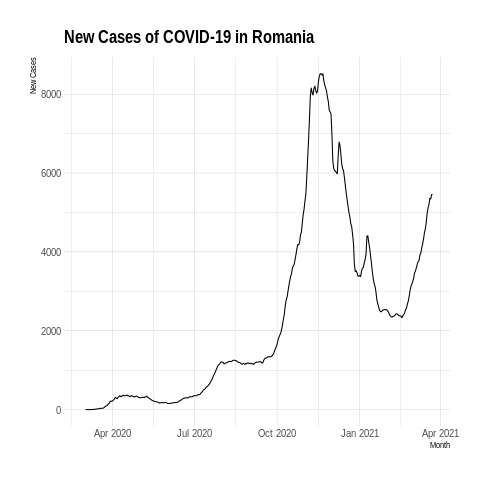 New Cases of COVID-19 in Romania
New Cases
8000
6000
4000
2000
0
Apr 2020 Jul 2020 Oct 2020 Jan 2021 Apr 2021
Month